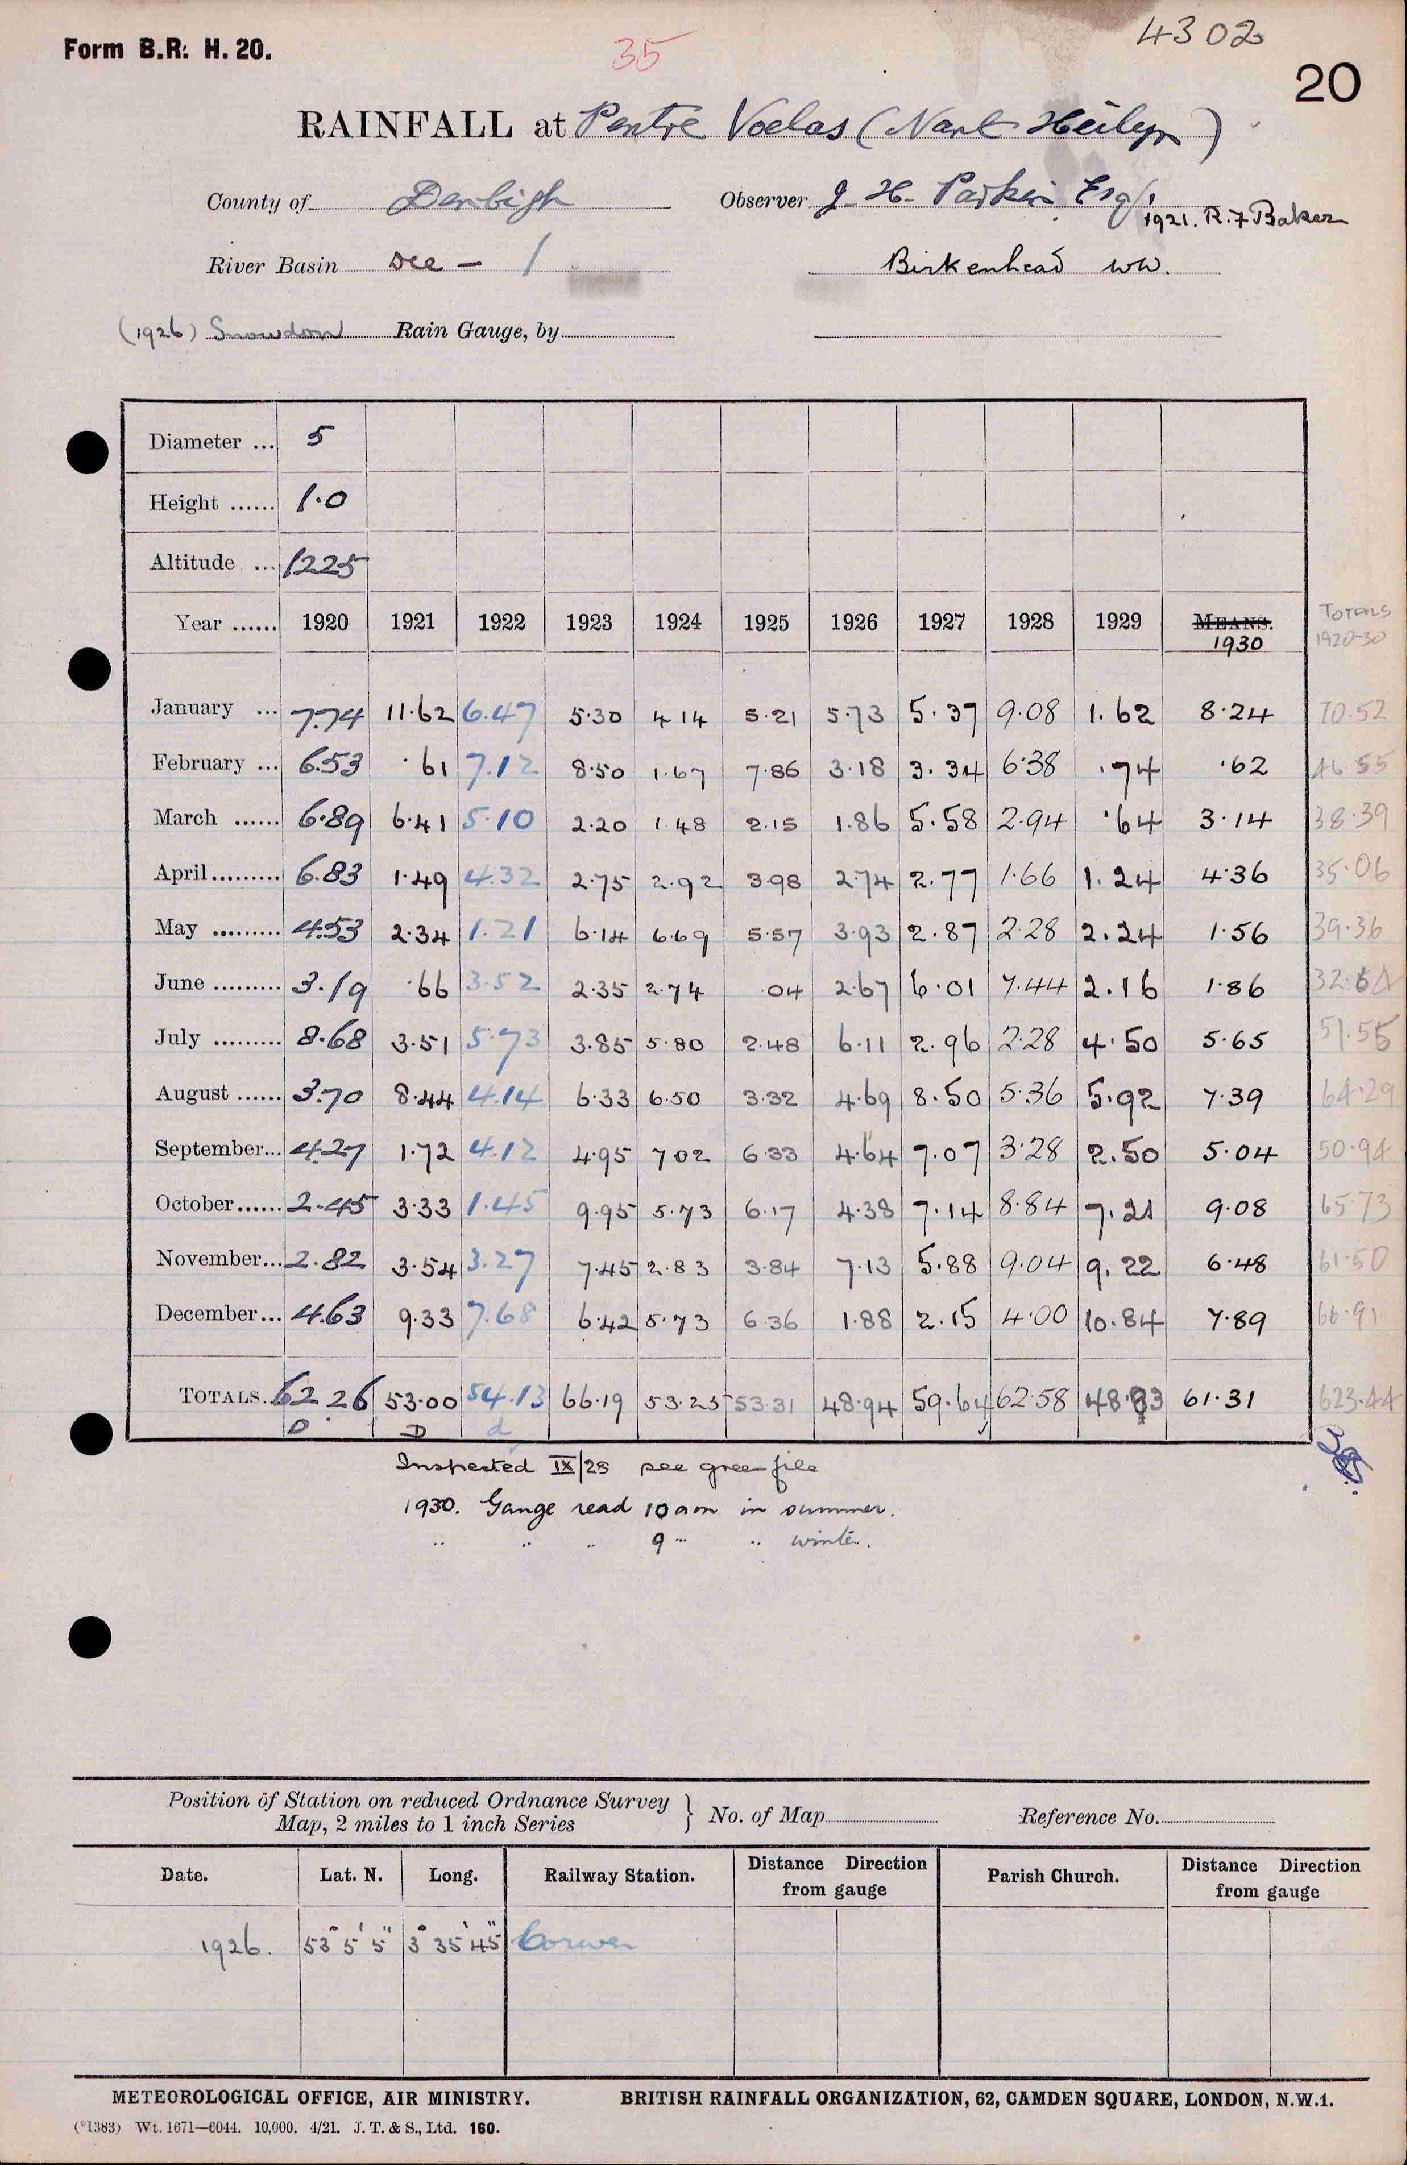 4302
Form B.R. H. 20. 35
20
RAINFALL at Pentre Voelas (Nant Heilyn)
County of Denbigh Observer J. H. Parkin Esq.
1921. R. F Baker
River Basin Dee — / Birkenhead WW.
(1926) Snowdon Rain Gauge, by
Diameter ... 5
Height ...... 1.0
Altitude ... 1225
Year ...... 1920 1921 1922 1923 1924 1925 1926 1927 1928 1929 MEANS. 1930 TOTALS 1920-30
January ... 7.74 11.62 6.47 5.30 4 14 5.21 5.73 5.37 9.08 1.62 8.24 70.52
February ... 6.53 .61 7.12 8.50 1.67 7.86 3.18 3.34 6.38 .74 .62 46.55
March ...... 6.89 6.41 5.10 2.20 1.48 2.15 1.86 5.58 2.94 .64 3.14 38.39
April......... 6.83 1.49 4.32 2.75 2.92 3.98 2.74 2.77 1.66 1.24 4.36 35.06
May ......... 4.53 2.34 1.21 6.14 6.69 5.57 3.93 2.87 2.28 2.24 1.56 39.36
June ......... 3.19 .66 3.52 2.35 2.74 .04 2.67 6.01 7.44 2.16 1.86 32.64
July ......... 8.68 3.51 5.73 3.85 5.80 2.48 6.11 2.96 2.28 4.50 5.65 51.55
August ...... 3.70 8.44 4.14 6.33 6.50 3.32 4.69 8.50 5.36 5.92 7.39 64.29
September... 4.27 1.72 4.12 4.95 7 02 6.33 4.64 7.07 3.28 2.50 5.04 50.94
October...... 2.45 3.33 1.45 9.95 5.73 6.17 4.38 7.14 8.84 7.21 9.08 65.73
November... 2.82 3.54 3.27 7.45 2.83 3.84 7.13 5.88 9.04 9.22 6.48 61.50
December... 4.63 9.33 7.68 6.42 5.73 6.36 1.88 2.15 4.00 10.84 7.89 66.91
TOTALS. 62.26 53.00 54.13 66.19 53.25 53.31 48.94 59.64 62.58 48.83 61.31 623.44
D D d
Inspected IX/28 see green file
1930. Gauge read 10 am in summer.
" " " 9 " " winter.
Position of Station on reduced Ordnance Survey
Map, 2 miles to 1 inch Series } No. of Map Reference No.
Date. Lat. N. Long. Railway Station. Distance Direction from gauge Parish Church. Distance Direction from gauge
1926. 53° 5' 5" 3° 35' 45" Corwen
METEOROLOGICAL OFFICE, AIR MINISTRY. BRITISH RAINFALL ORGANIZATION, 62, CAMDEN SQUARE, LONDON, N.W.1.
(*1383) Wt. 1671—6044. 10,000. 4/21. J. T. & S., Ltd. 160.